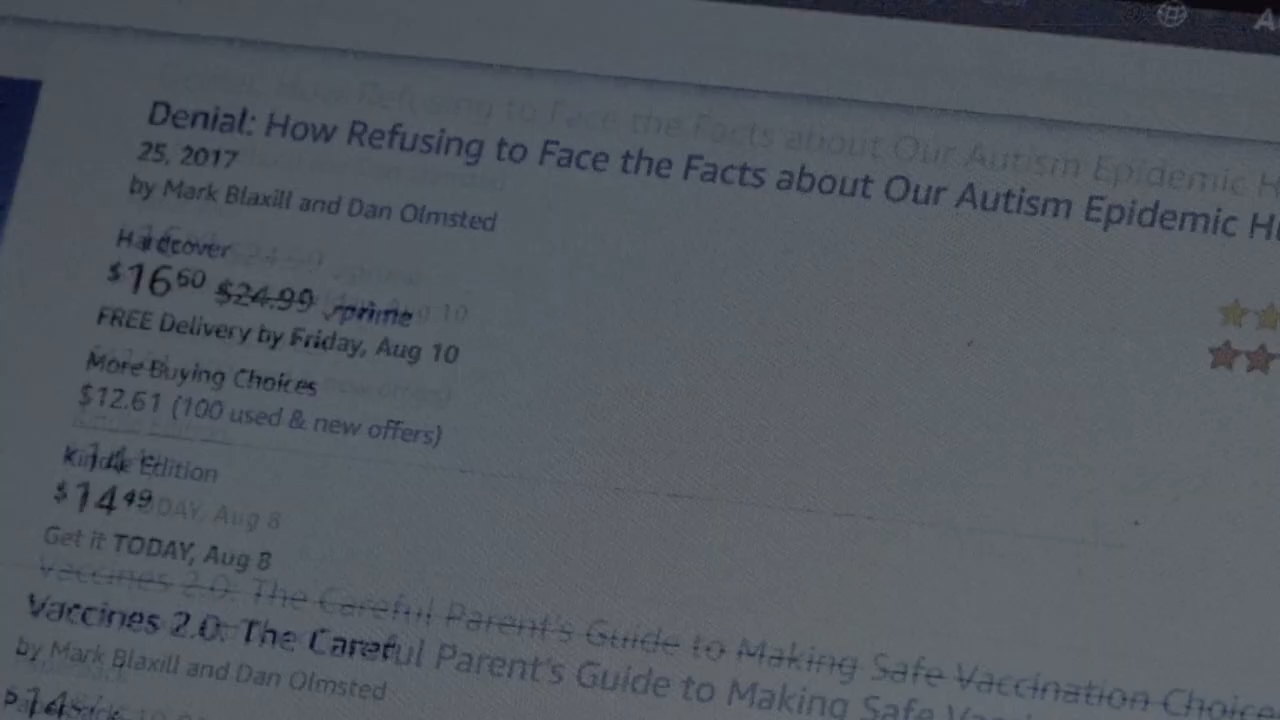 Denial: How Refusing to Face the Facts about Our Autism Epidemic
25, 2017
by Mark Blaxill and Dan Olmsted
Hardcover
$16 60 $24.99 prime
FREE Delivery by Friday, Aug 10
More Buying Choices
$12.61 (100 used & new offers)
Kindle Edition
$14 49
Get it TODAY, Aug 8
Vaccines 2.0: The Careful Parent's Guide to Making Safe Vaccination Choice
by Mark Blaxill and Dan Olmsted